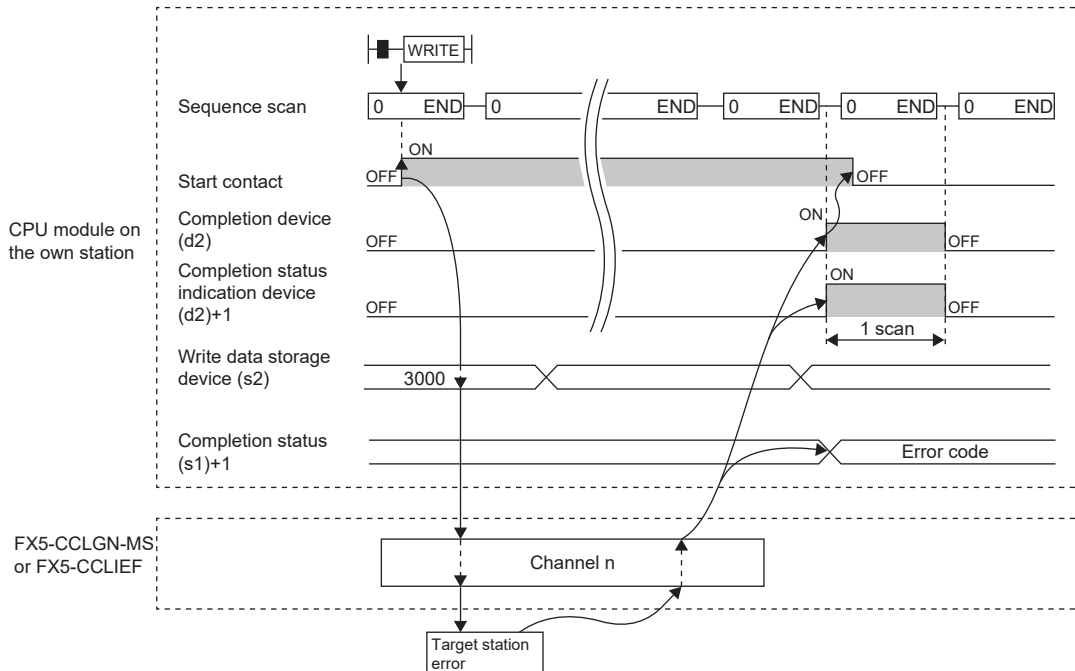 WRITE
Sequence scan
0 END 0 END 0 END 0 END 0 END
ON
Start contact
OFF
OFF
CPU module on
the own station
Completion device
(d2)
ON
OFF
OFF
Completion status
indication device
(d2)+1
ON
OFF
OFF
1 scan
Write data storage
device (s2)
3000
Completion status
(s1)+1
Error code
FX5-CCLGN-MS
or FX5-CCLIEF
Channel n
Target station
error